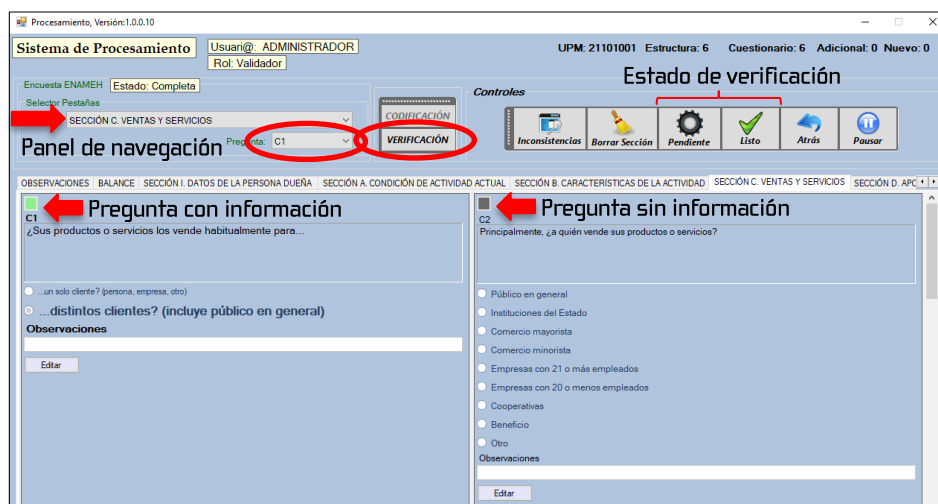 Procesamiento, Versión:1.0.0.10
Sistema de Procesamiento
Usuari@: ADMINISTRADOR
Rol: Validador
UPM: 21101001 Estructura: 6 Cuestionario: 6 Adicional: 0 Nuevo: 0
Encuesta ENAMEH Estado: Completa
Selector Pestañas
SECCIÓN C. VENTAS Y SERVICIOS
Panel de navegación
Pregunta: C1
CODIFICACIÓN
VERIFICACIÓN
Estado de verificación
Controles
Inconsistencias Borrar Sección Pendiente Listo Atrás Pausar
OBSERVACIONES BALANCE SECCIÓN I. DATOS DE LA PERSONA DUEÑA SECCIÓN A. CONDICIÓN DE ACTIVIDAD ACTUAL SECCIÓN B. CARACTERÍSTICAS DE LA ACTIVIDAD SECCIÓN C. VENTAS Y SERVICIOS SECCIÓN D. APC
Pregunta con información
C1
¿Sus productos o servicios los vende habitualmente para...
...un solo cliente? (persona, empresa, otro)
...distintos clientes? (incluye público en general)
Observaciones
Editar
Pregunta sin información
C2
Principalmente, ¿a quién vende sus productos o servicios?
Público en general
Instituciones del Estado
Comercio mayorista
Comercio minorista
Empresas con 21 o más empleados
Empresas con 20 o menos empleados
Cooperativas
Beneficio
Otro
Observaciones
Editar